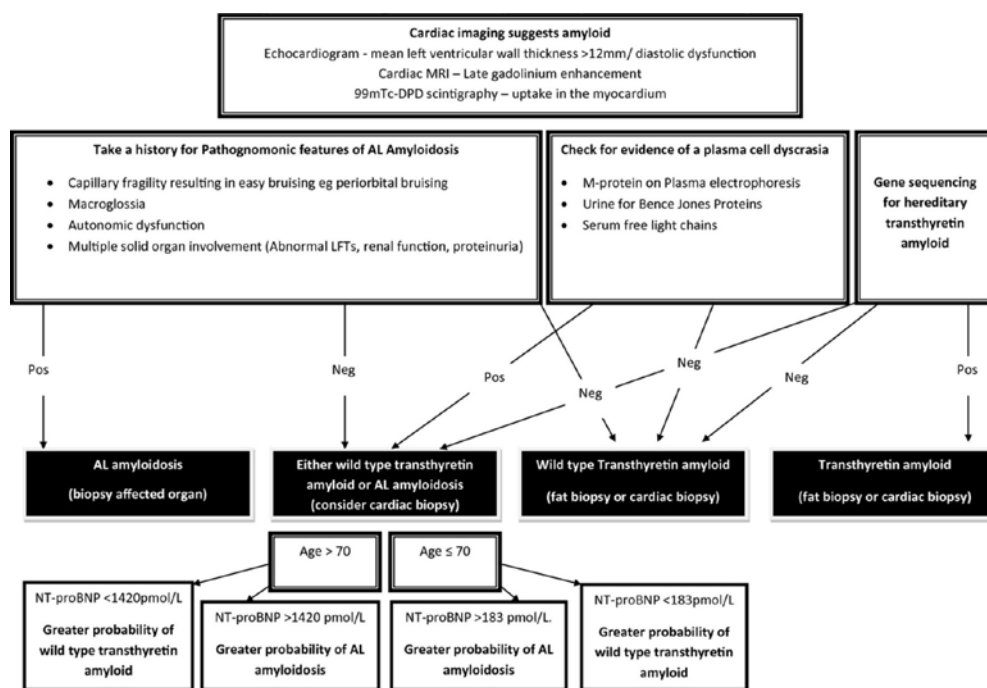 Cardiac imaging suggests amyloid
Echocardiogram - mean left ventricular wall thickness >12mm/ diastolic dysfunction
Cardiac MRI – Late gadolinium enhancement
99mTc-DPD scintigraphy – uptake in the myocardium
Take a history for Pathognomonic features of AL Amyloidosis
• Capillary fragility resulting in easy bruising eg periorbital bruising
• Macroglossia
• Autonomic dysfunction
• Multiple solid organ involvement (Abnormal LFTs, renal function, proteinuria)
Check for evidence of a plasma cell dyscrasia
• M-protein on Plasma electrophoresis
• Urine for Bence Jones Proteins
• Serum free light chains
Gene sequencing
for hereditary
transthyretin
amyloid
Pos
Neg
Pos
Neg
Neg
Neg
Pos
AL amyloidosis
(biopsy affected organ)
Either wild type transthyretin
amyloid or AL amyloidosis
(consider cardiac biopsy)
Wild type Transthyretin amyloid
(fat biopsy or cardiac biopsy)
Transthyretin amyloid
(fat biopsy or cardiac biopsy)
Age > 70
Age ≤ 70
NT-proBNP <1420pmol/L
Greater probability of
wild type transthyretin
amyloid
NT-proBNP >1420 pmol/L
Greater probability of AL
amyloidosis
NT-proBNP >183 pmol/L.
Greater probability of AL
amyloidosis
NT-proBNP <183pmol/L
Greater probability of
wild type transthyretin
amyloid